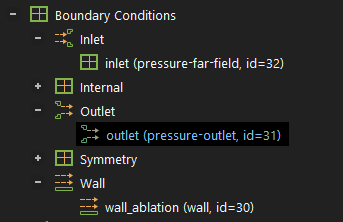 Boundary Conditions
Inlet
inlet (pressure-far-field, id=32)
Internal
Outlet
outlet (pressure-outlet, id=31)
Symmetry
Wall
wall_ablation (wall, id=30)